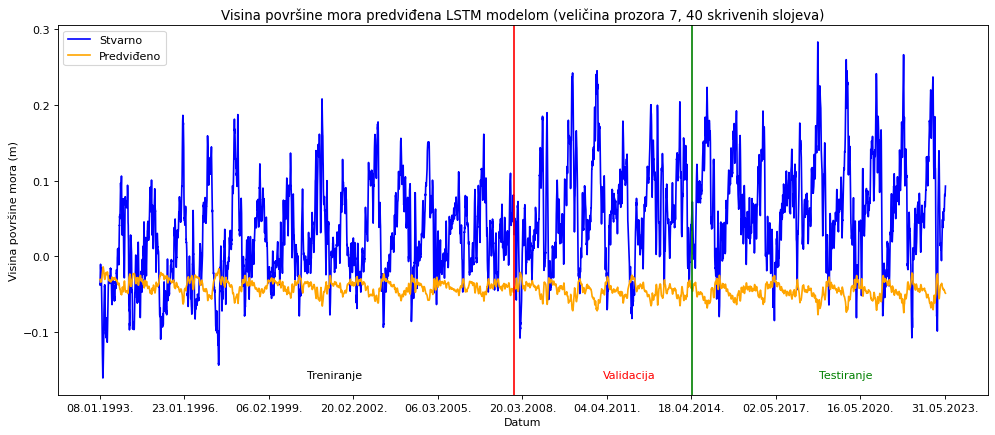 Visina površine mora predviđena LSTM modelom (veličina prozora 7, 40 skrivenih slojeva)
Stvarno
Predviđeno
Visina površine mora (m)
0.3
0.2
0.1
0.0
−0.1
Treniranje
Validacija
Testiranje
08.01.1993. 23.01.1996. 06.02.1999. 20.02.2002. 06.03.2005. 20.03.2008. 04.04.2011. 18.04.2014. 02.05.2017. 16.05.2020. 31.05.2023.
Datum